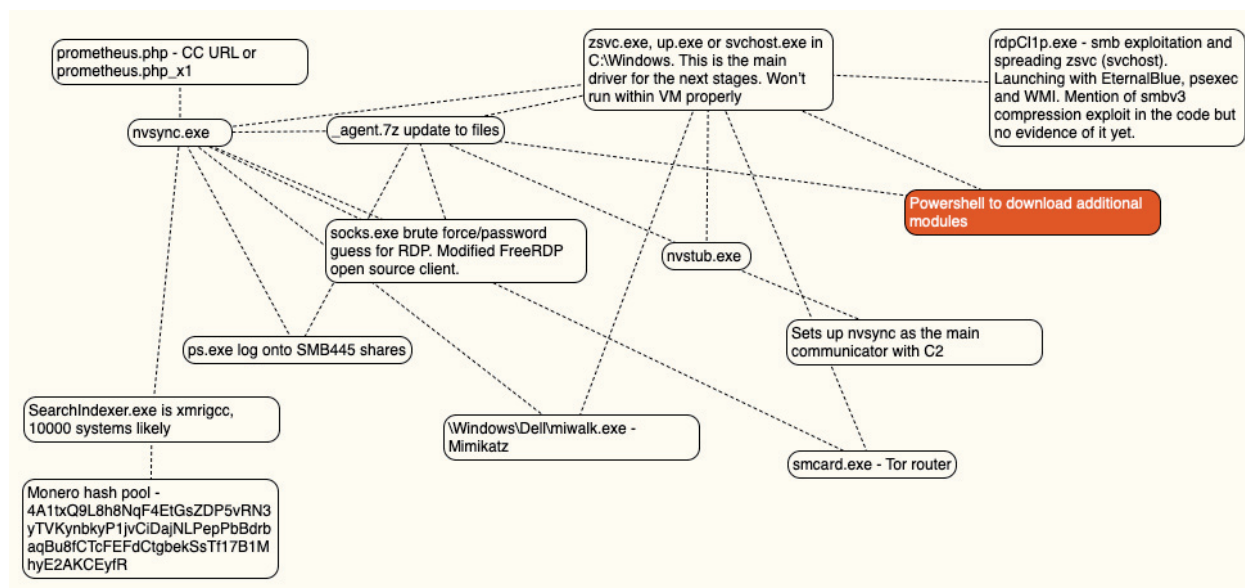 prometheus.php - CC URL or
prometheus.php_x1
zsvc.exe, up.exe or svchost.exe in
C:\Windows. This is the main
driver for the next stages. Won't
run within VM properly
rdpCl1p.exe - smb exploitation and
spreading zsvc (svchost).
Launching with EternalBlue, psexec
and WMI. Mention of smbv3
compression exploit in the code but
no evidence of it yet.
nvsync.exe
_agent.7z update to files
Powershell to download additional
modules
socks.exe brute force/password
guess for RDP. Modified FreeRDP
open source client.
nvstub.exe
ps.exe log onto SMB445 shares
Sets up nvsync as the main
communicator with C2
SearchIndexer.exe is xmrigcc,
10000 systems likely
\Windows\Dell\miwalk.exe -
Mimikatz
smcard.exe - Tor router
Monero hash pool -
4A1txQ9L8h8NqF4EtGsZDP5vRN3
yTVKynbkyP1jvCiDajNLPepPbBdrb
aqBu8fCTcFEFdCtgbekSsTf17B1M
hyE2AKCEyfR